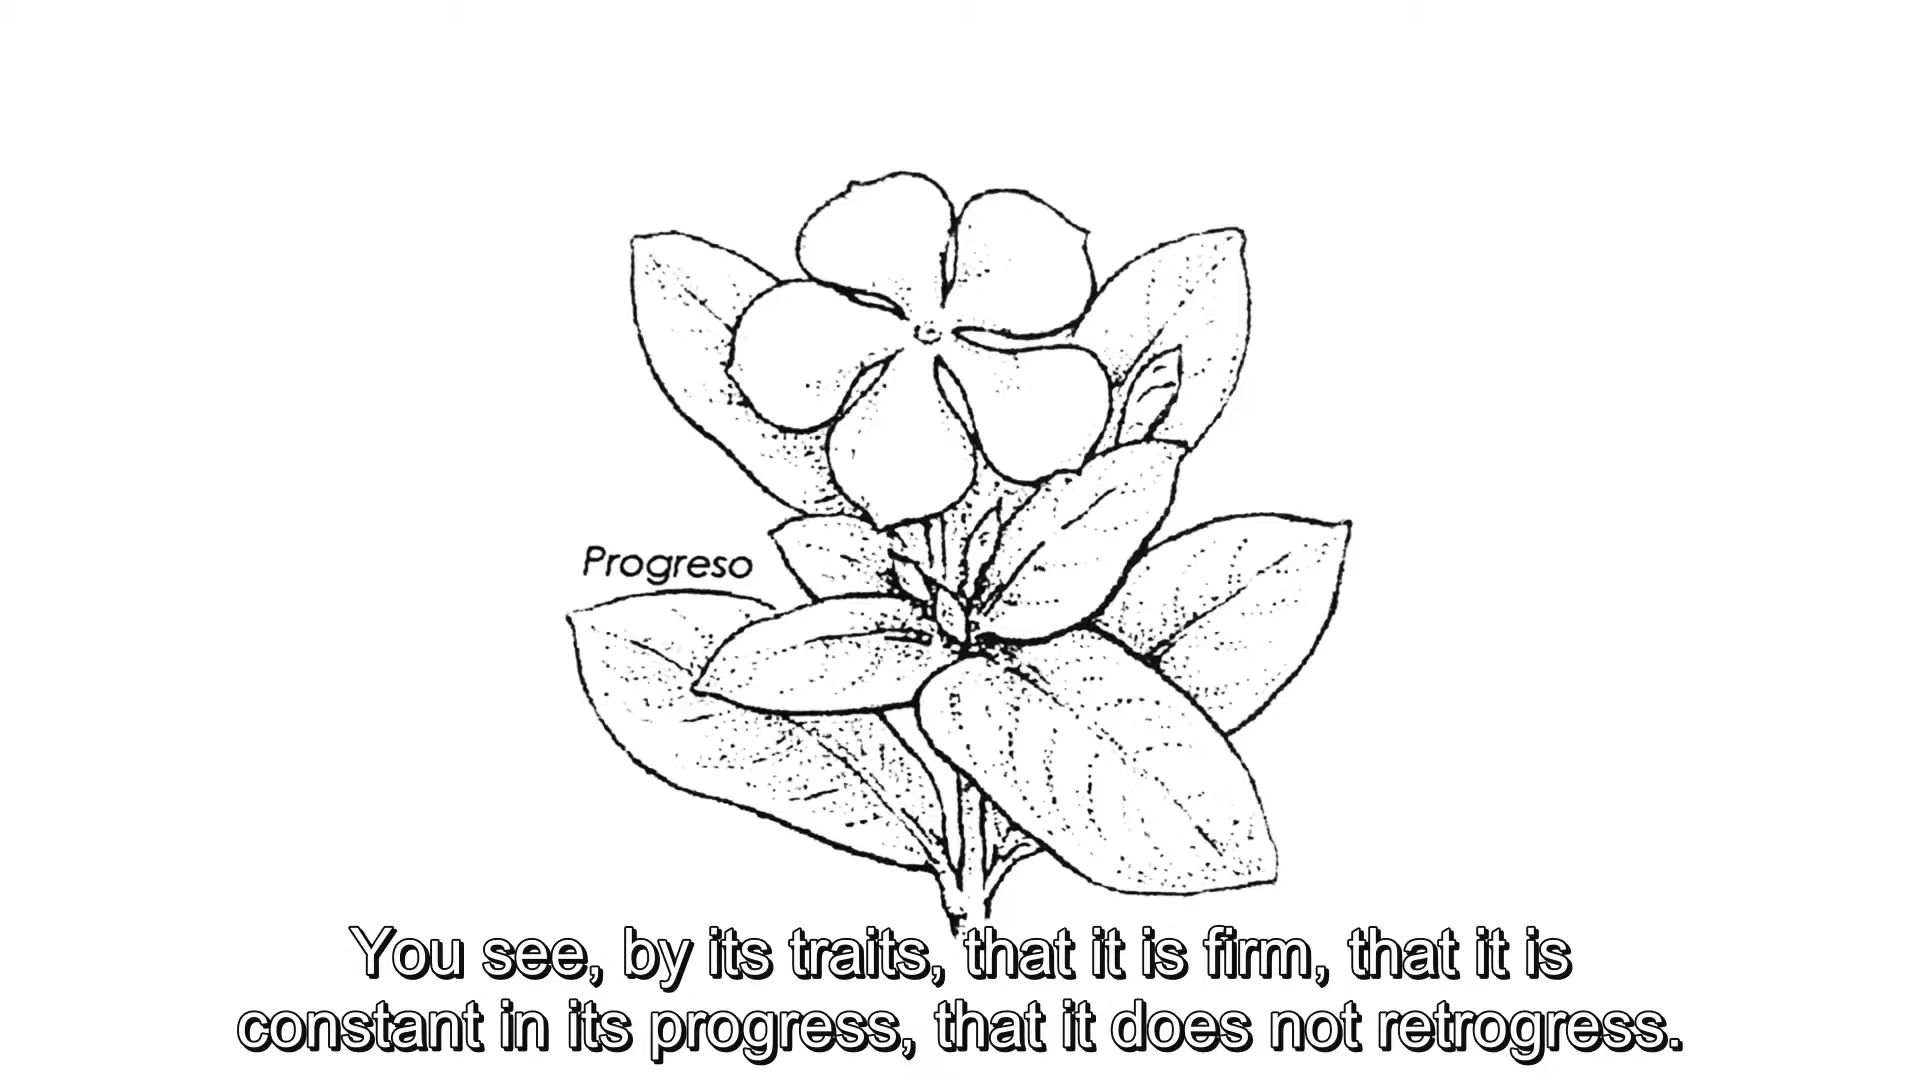 Progreso
You see, by its traits, that it is firm, that it is
constant in its progress, that it does not retrogress.